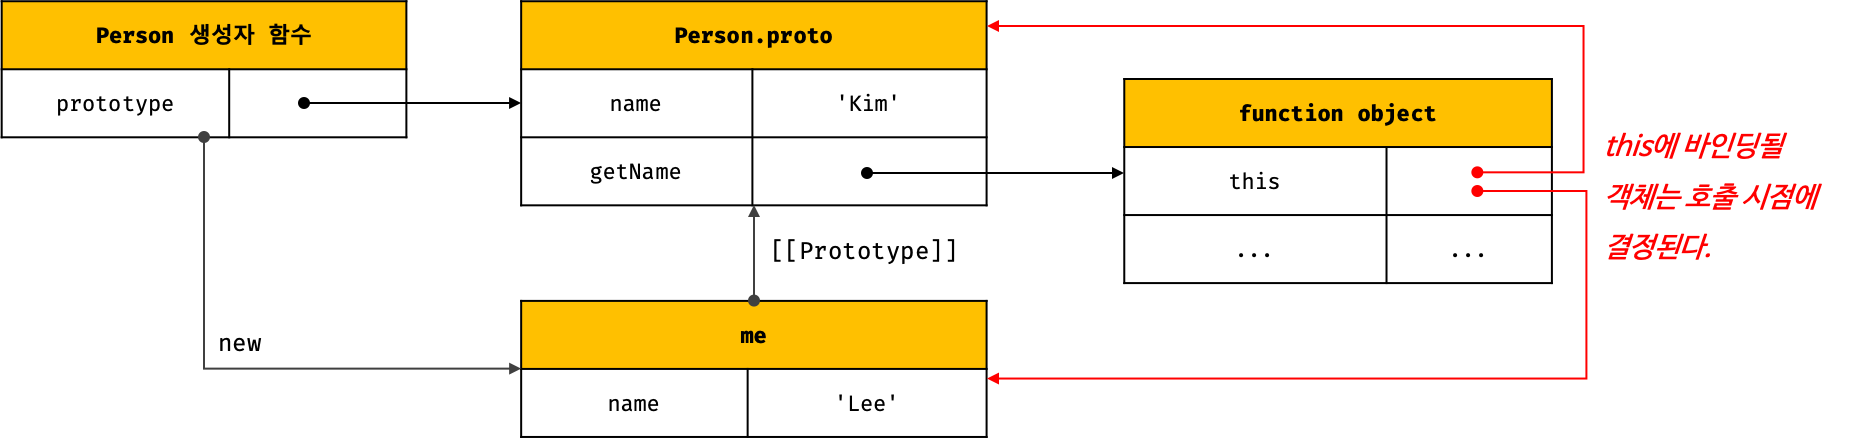 Person 생성자 함수
prototype
Person.proto
name
'Kim'
getName
function object
this
...
...
this에 바인딩될
객체는 호출 시점에
결정된다.
[[Prototype]]
new
me
name
'Lee'